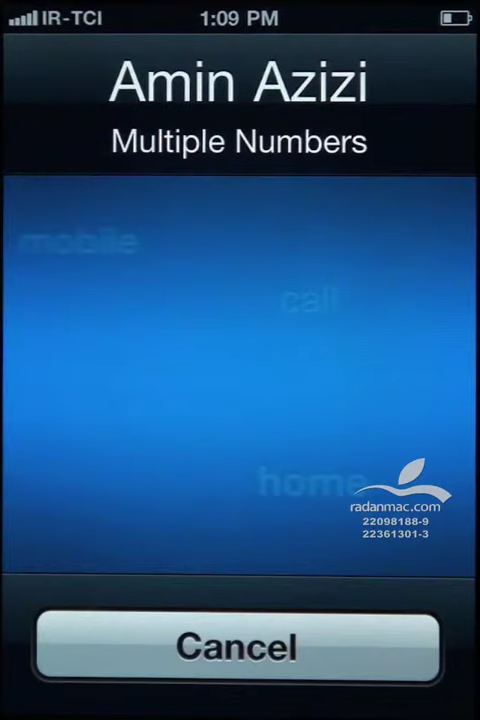 IR-TCI 1:09 PM
Amin Azizi
Multiple Numbers
mobile
call
home
radanmac.com
22098188-9
22361301-3
Cancel